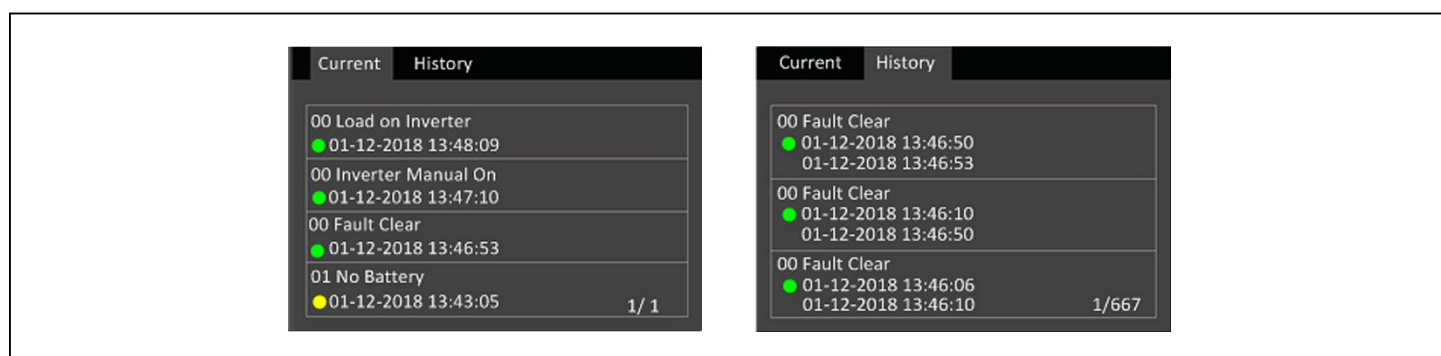 Current History
00 Load on Inverter
01-12-2018 13:48:09
00 Inverter Manual On
01-12-2018 13:47:10
00 Fault Clear
01-12-2018 13:46:53
01 No Battery
01-12-2018 13:43:05
1/ 1
Current History
00 Fault Clear
01-12-2018 13:46:50
01-12-2018 13:46:53
00 Fault Clear
01-12-2018 13:46:10
01-12-2018 13:46:50
00 Fault Clear
01-12-2018 13:46:06
01-12-2018 13:46:10
1/667